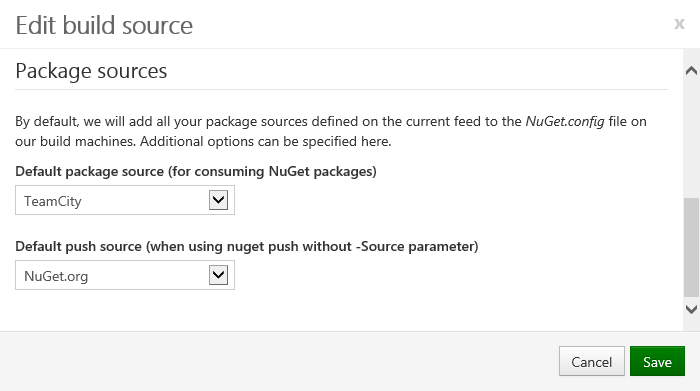 Edit build source
x
Package sources
By default, we will add all your package sources defined on the current feed to the NuGet.config file on
our build machines. Additional options can be specified here.
Default package source (for consuming NuGet packages)
TeamCity
Default push source (when using nuget push without -Source parameter)
NuGet.org
Cancel
Save